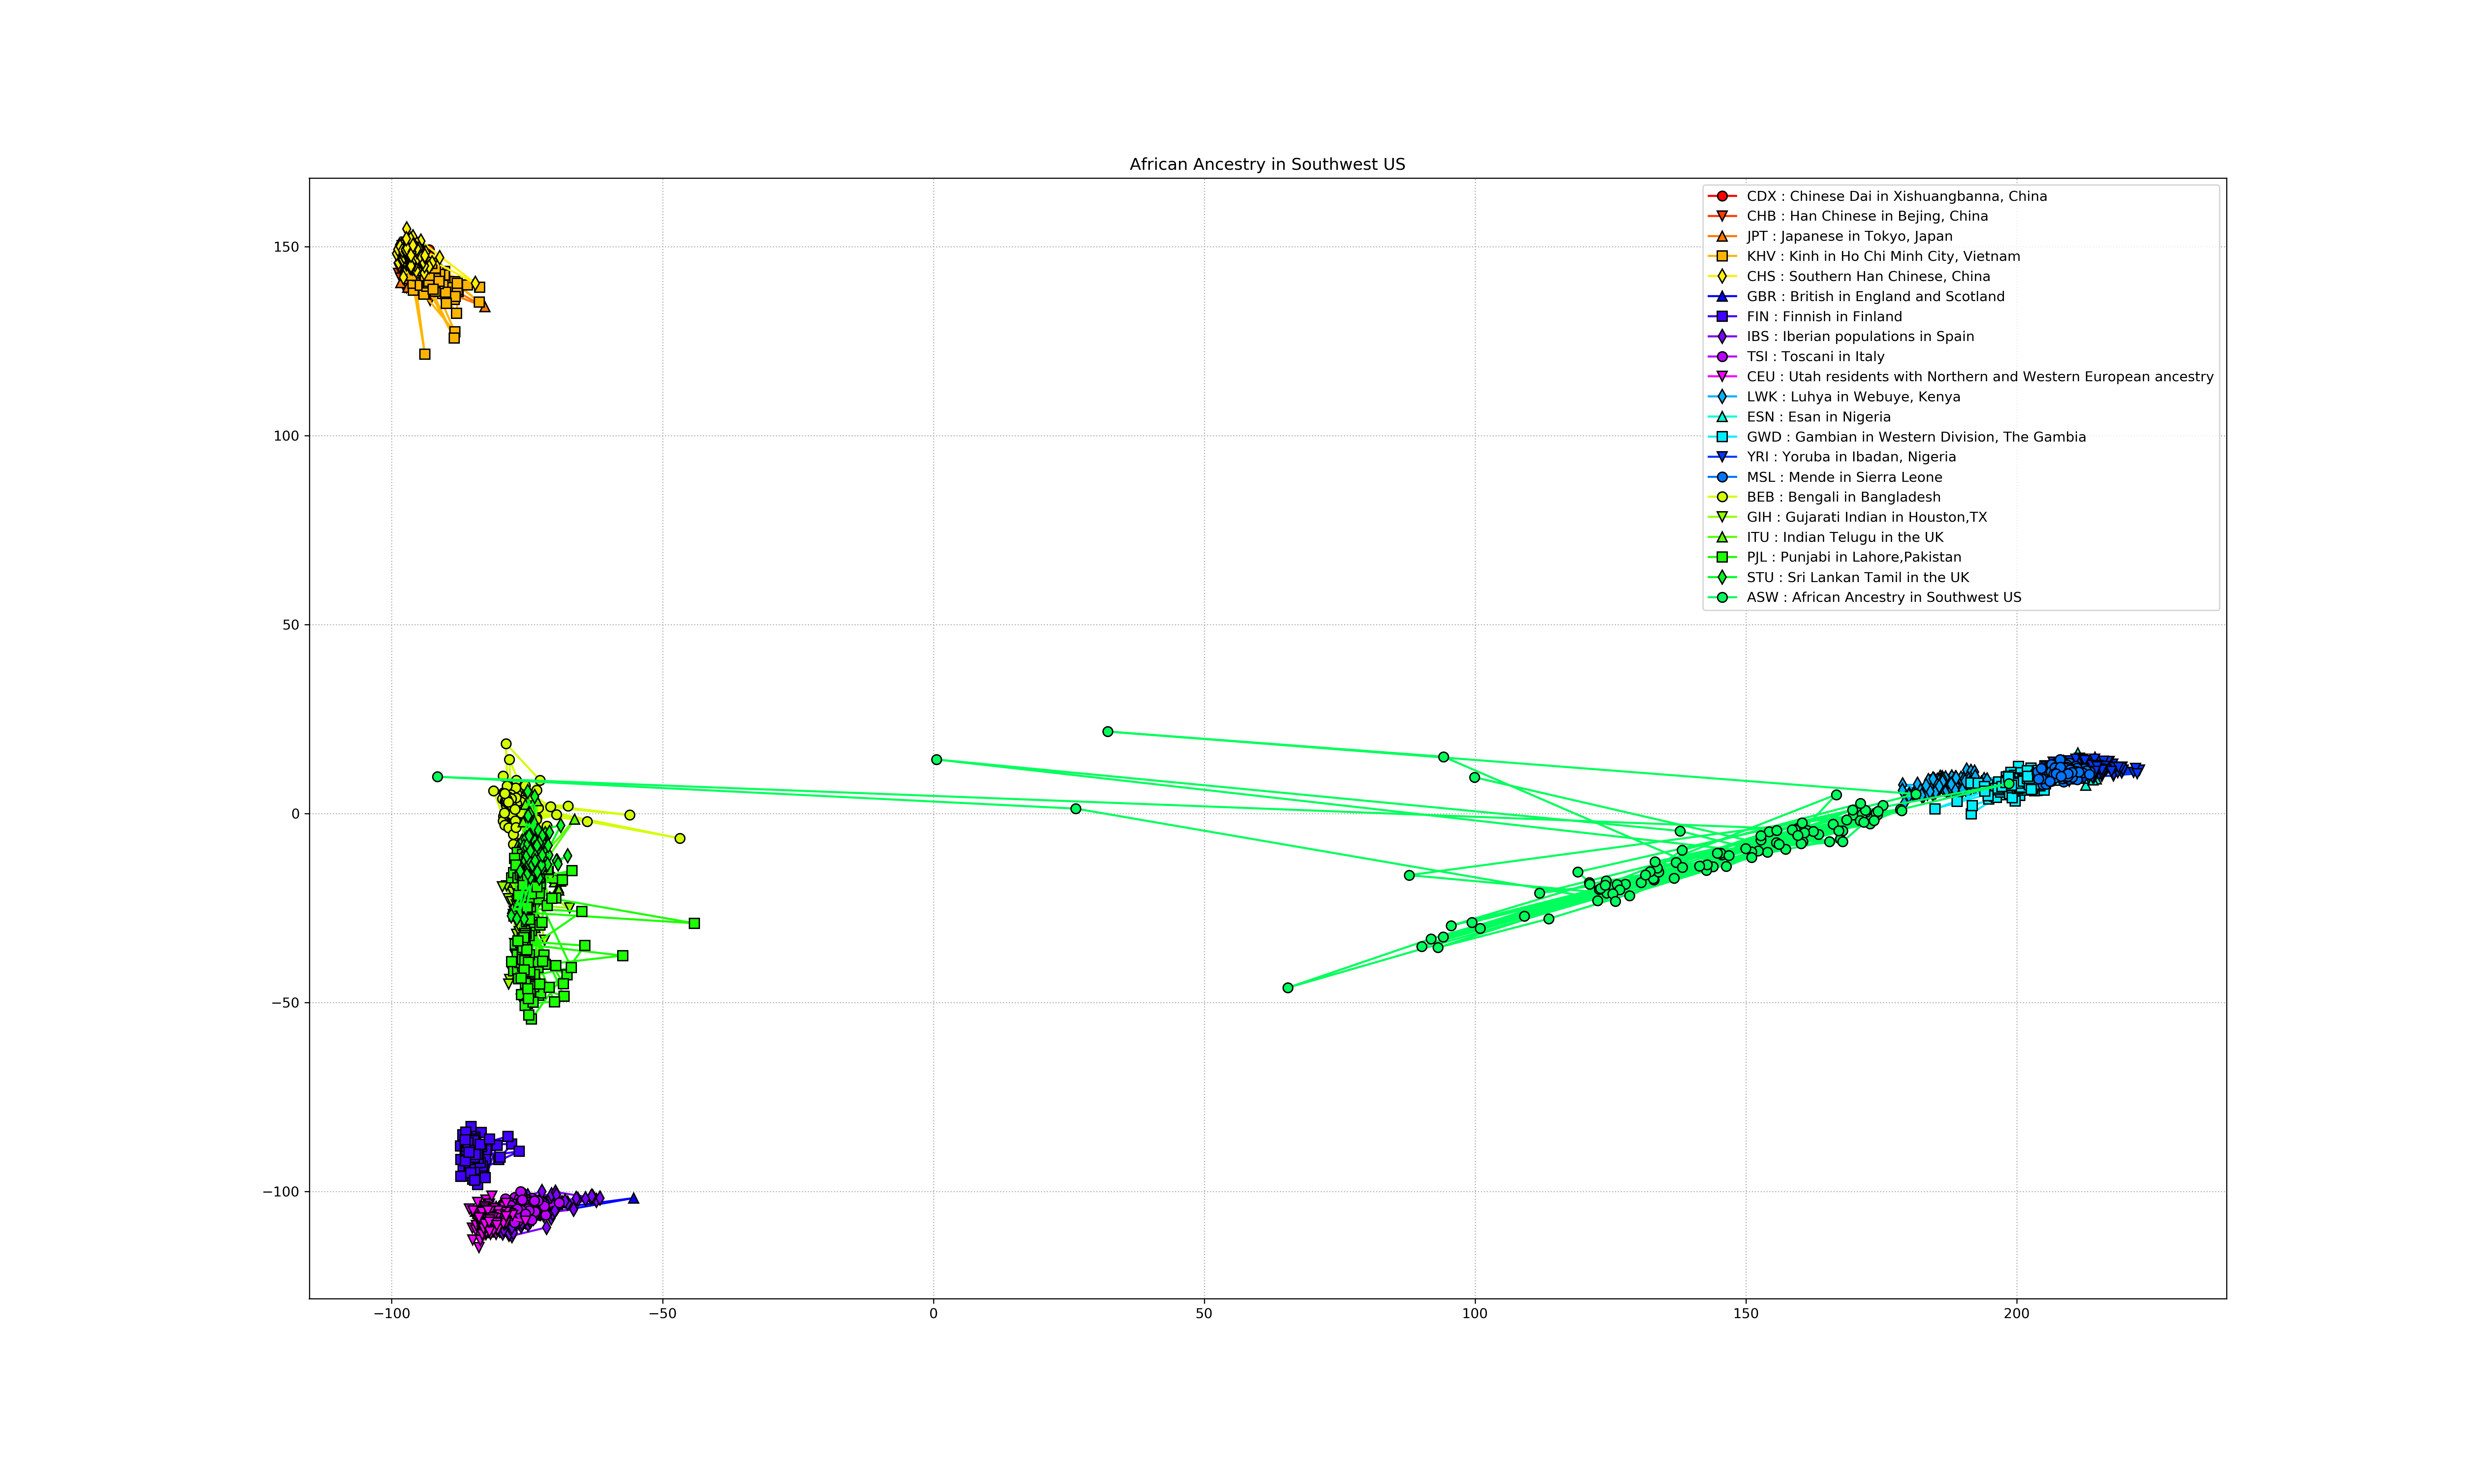 African Ancestry in Southwest US
CDX : Chinese Dai in Xishuangbanna, China
CHB : Han Chinese in Bejing, China
JPT : Japanese in Tokyo, Japan
KHV : Kinh in Ho Chi Minh City, Vietnam
CHS : Southern Han Chinese, China
GBR : British in England and Scotland
FIN : Finnish in Finland
IBS : Iberian populations in Spain
TSI : Toscani in Italy
CEU : Utah residents with Northern and Western European ancestry
LWK : Luhya in Webuye, Kenya
ESN : Esan in Nigeria
GWD : Gambian in Western Division, The Gambia
YRI : Yoruba in Ibadan, Nigeria
MSL : Mende in Sierra Leone
BEB : Bengali in Bangladesh
GIH : Gujarati Indian in Houston,TX
ITU : Indian Telugu in the UK
PJL : Punjabi in Lahore,Pakistan
STU : Sri Lankan Tamil in the UK
ASW : African Ancestry in Southwest US
150
100
50
0
−50
−100
−100 −50 0 50 100 150 200